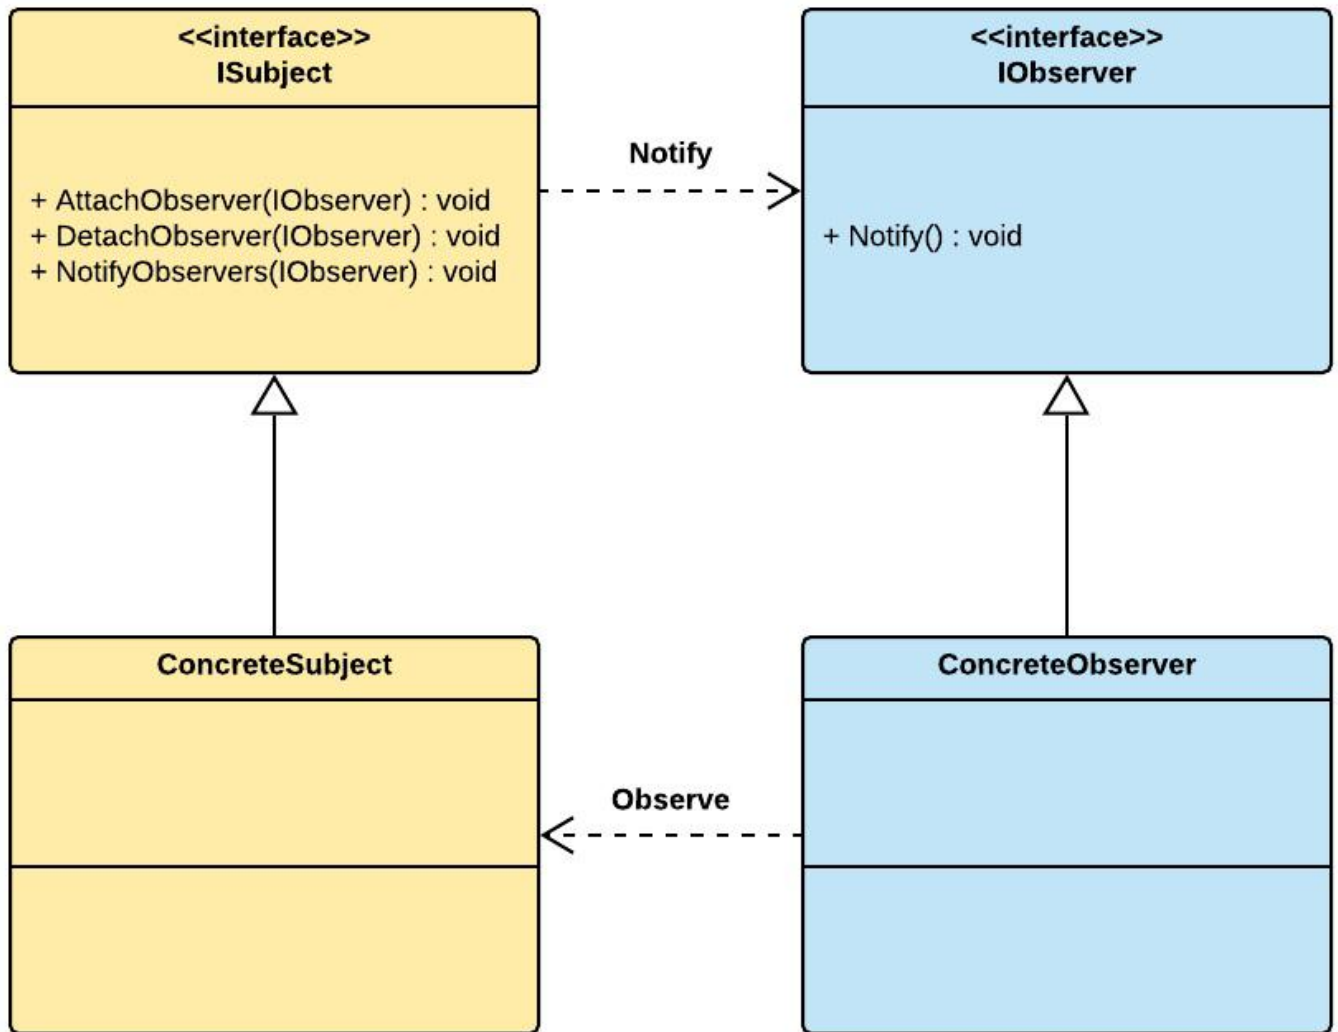 <<interface>>
ISubject
+ AttachObserver(IObserver) : void
+ DetachObserver(IObserver) : void
+ NotifyObservers(IObserver) : void
Notify
<<interface>>
IObserver
+ Notify() : void
ConcreteSubject
Observe
ConcreteObserver